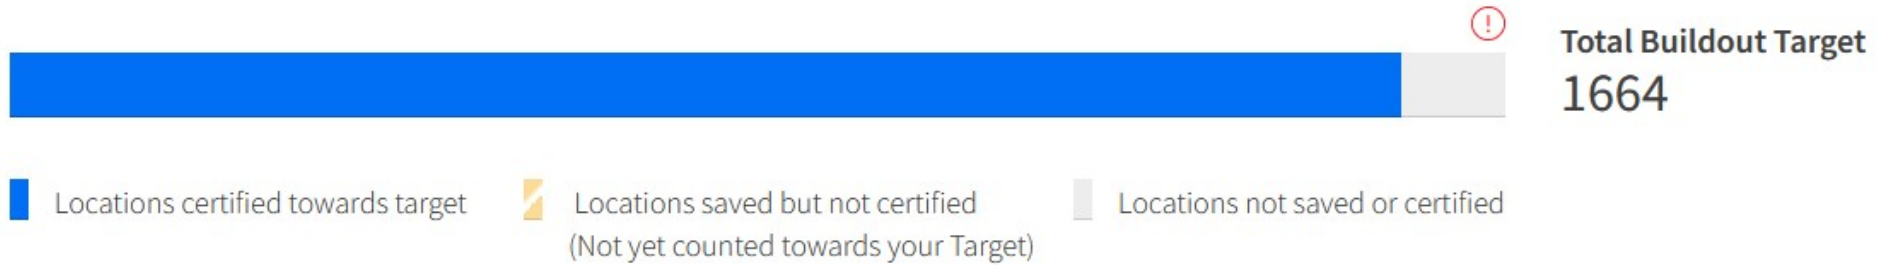 !
Total Buildout Target
1664
Locations certified towards target
Locations saved but not certified
(Not yet counted towards your Target)
Locations not saved or certified